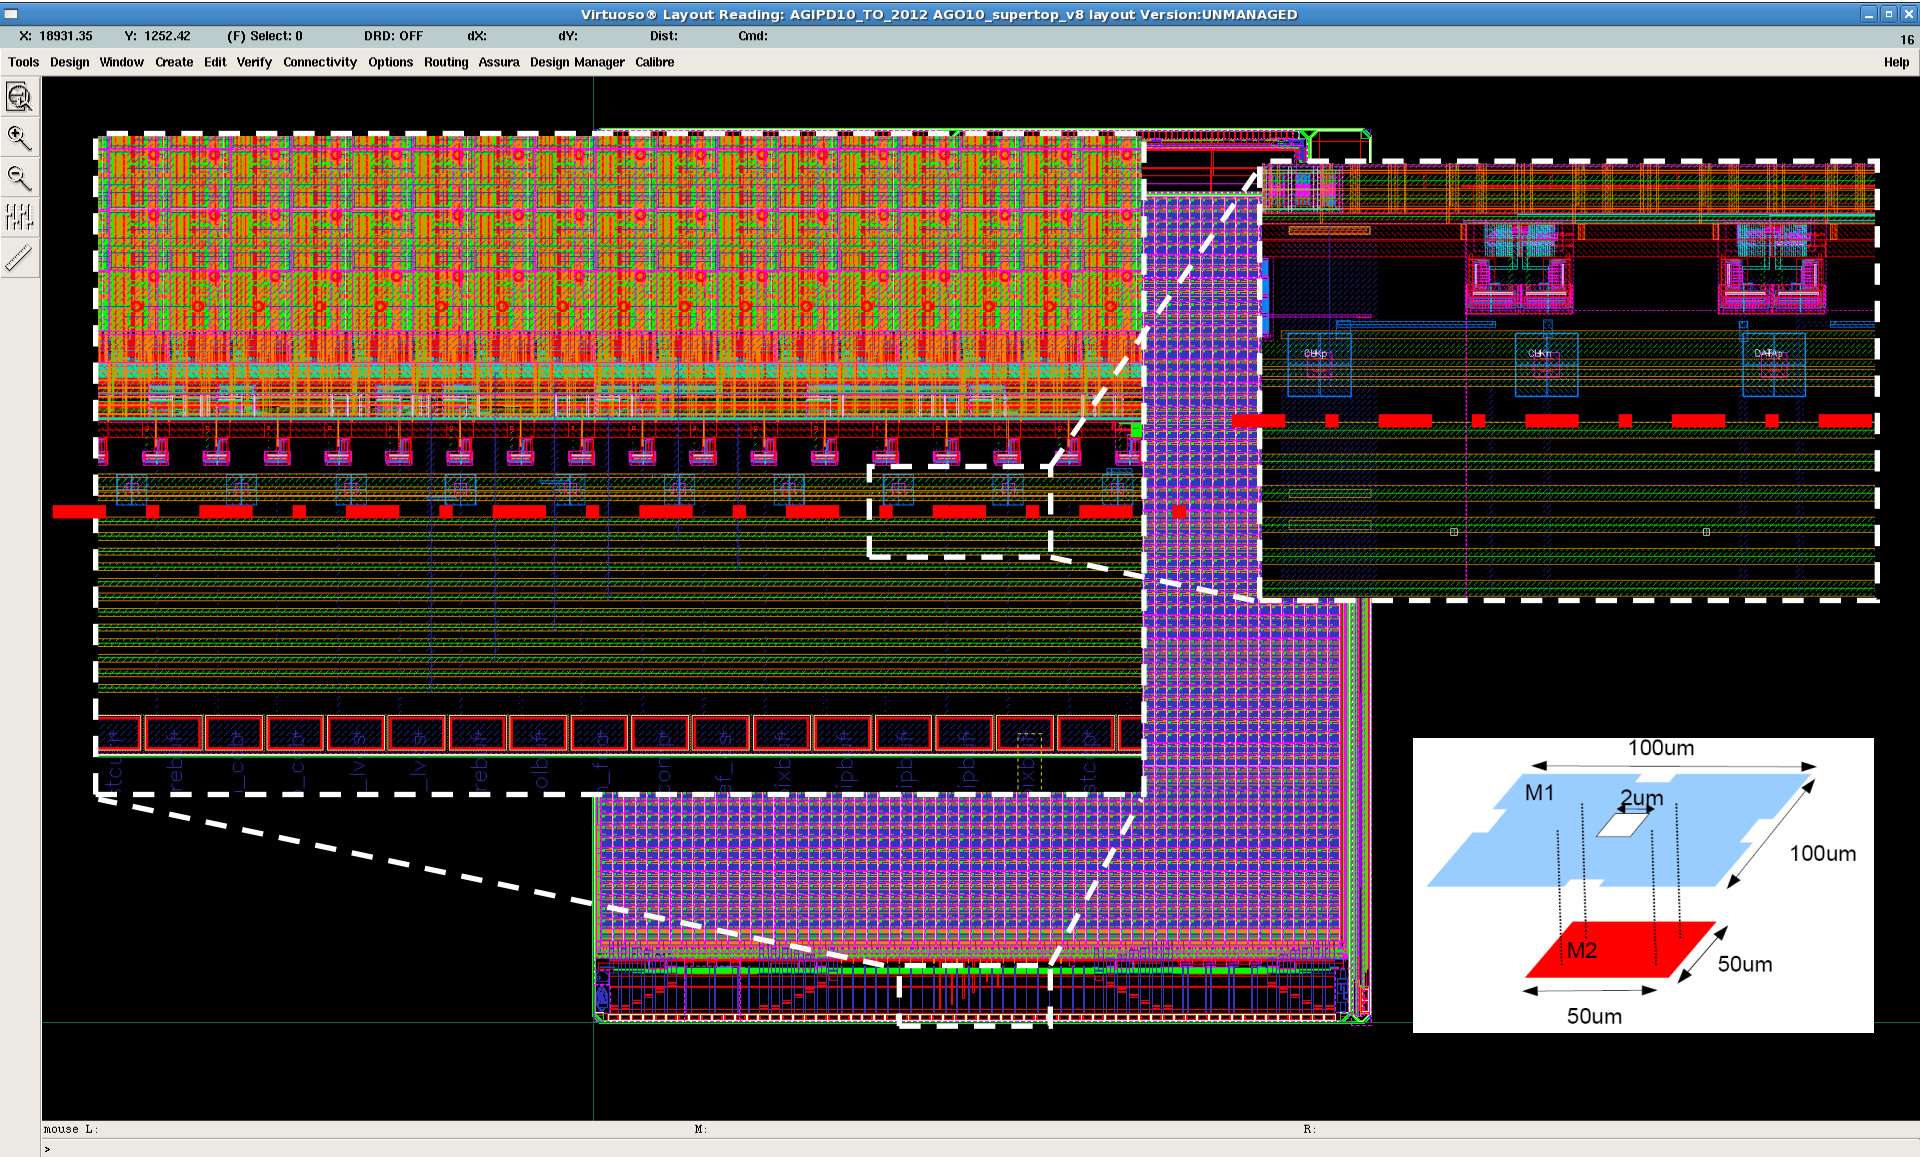 Virtuoso® Layout Reading: AGIPD10_TO_2012 AGO10_supertop_v8 layout Version:UNMANAGED
X: 18931.35 Y: 1252.42 (F) Select: 0 DRD: OFF dX: dY: Dist: Cmd:
16
Tools Design Window Create Edit Verify Connectivity Options Routing Assura Design Manager Calibre Help
CLKn
100um
M1
2um
100um
M2
50um
50um
mouse L: M: R:
>